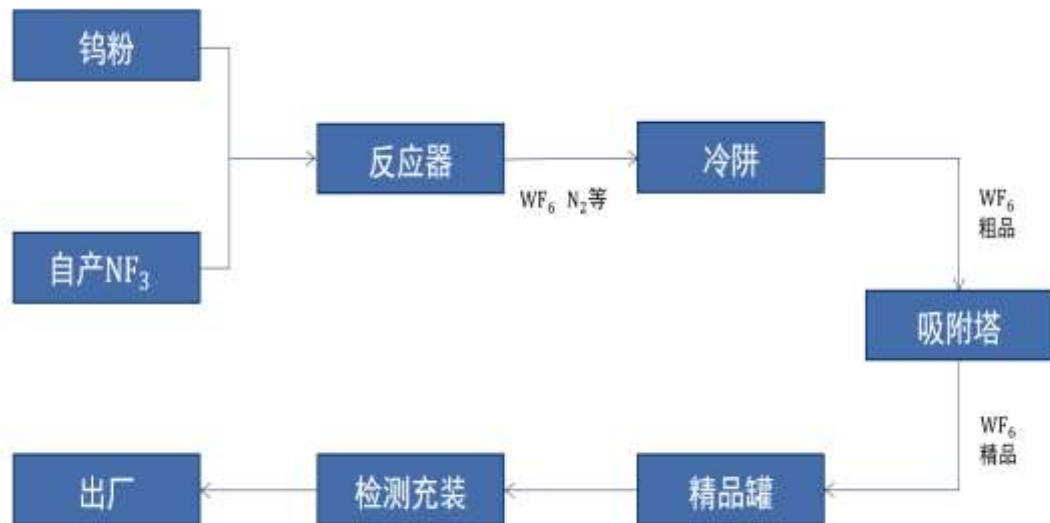 钨粉
反应器
冷阱
WF₆ N₂等
WF₆
粗品
自产NF₃
吸附塔
WF₆
精品
出厂
检测充装
精品罐